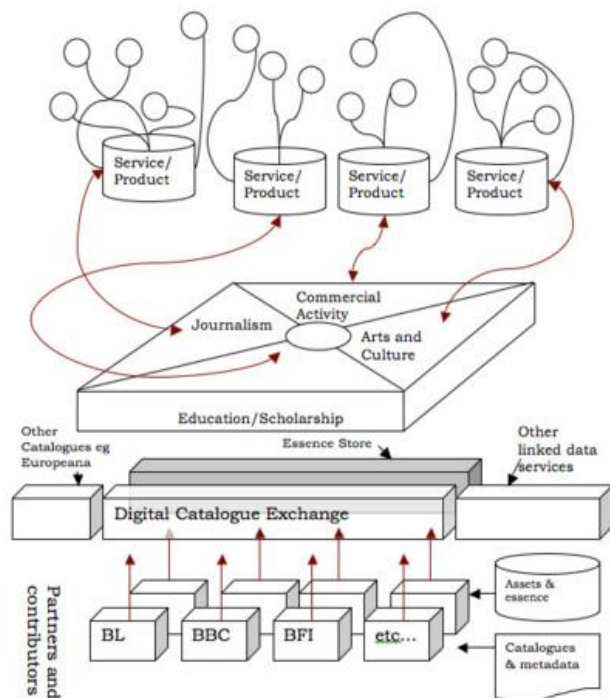 Service/
Product
Service/
Product
Service/
Product
Service/
Product
Commercial
Activity
Journalism
Arts and
Culture
Education/Scholarship
Other
Catalogues eg
Europeana
Essence Store
Other
linked data
services
Digital Catalogue Exchange
Partners and
contributors
BL
BBC
BFI
etc...
Assets &
essence
Catalogues
& metadata